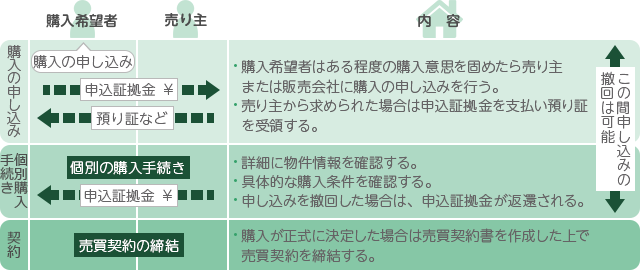 購入希望者
売り主
内　容
購入の申し込み
購入の申し込み
申込証拠金 ¥
預り証など
・購入希望者はある程度の購入意思を固めたら売り主
または販売会社に購入の申し込みを行う。
・売り主から求められた場合は申込証拠金を支払い預り証
を受領する。
この間申し込みの
撤回は可能
個別購入
手続き
個別の購入手続き
申込証拠金 ¥
・詳細に物件情報を確認する。
・具体的な購入条件を確認する。
・申し込みを撤回した場合は、申込証拠金が返還される。
契約
売買契約の締結
・購入が正式に決定した場合は売買契約書を作成した上で
売買契約を締結する。